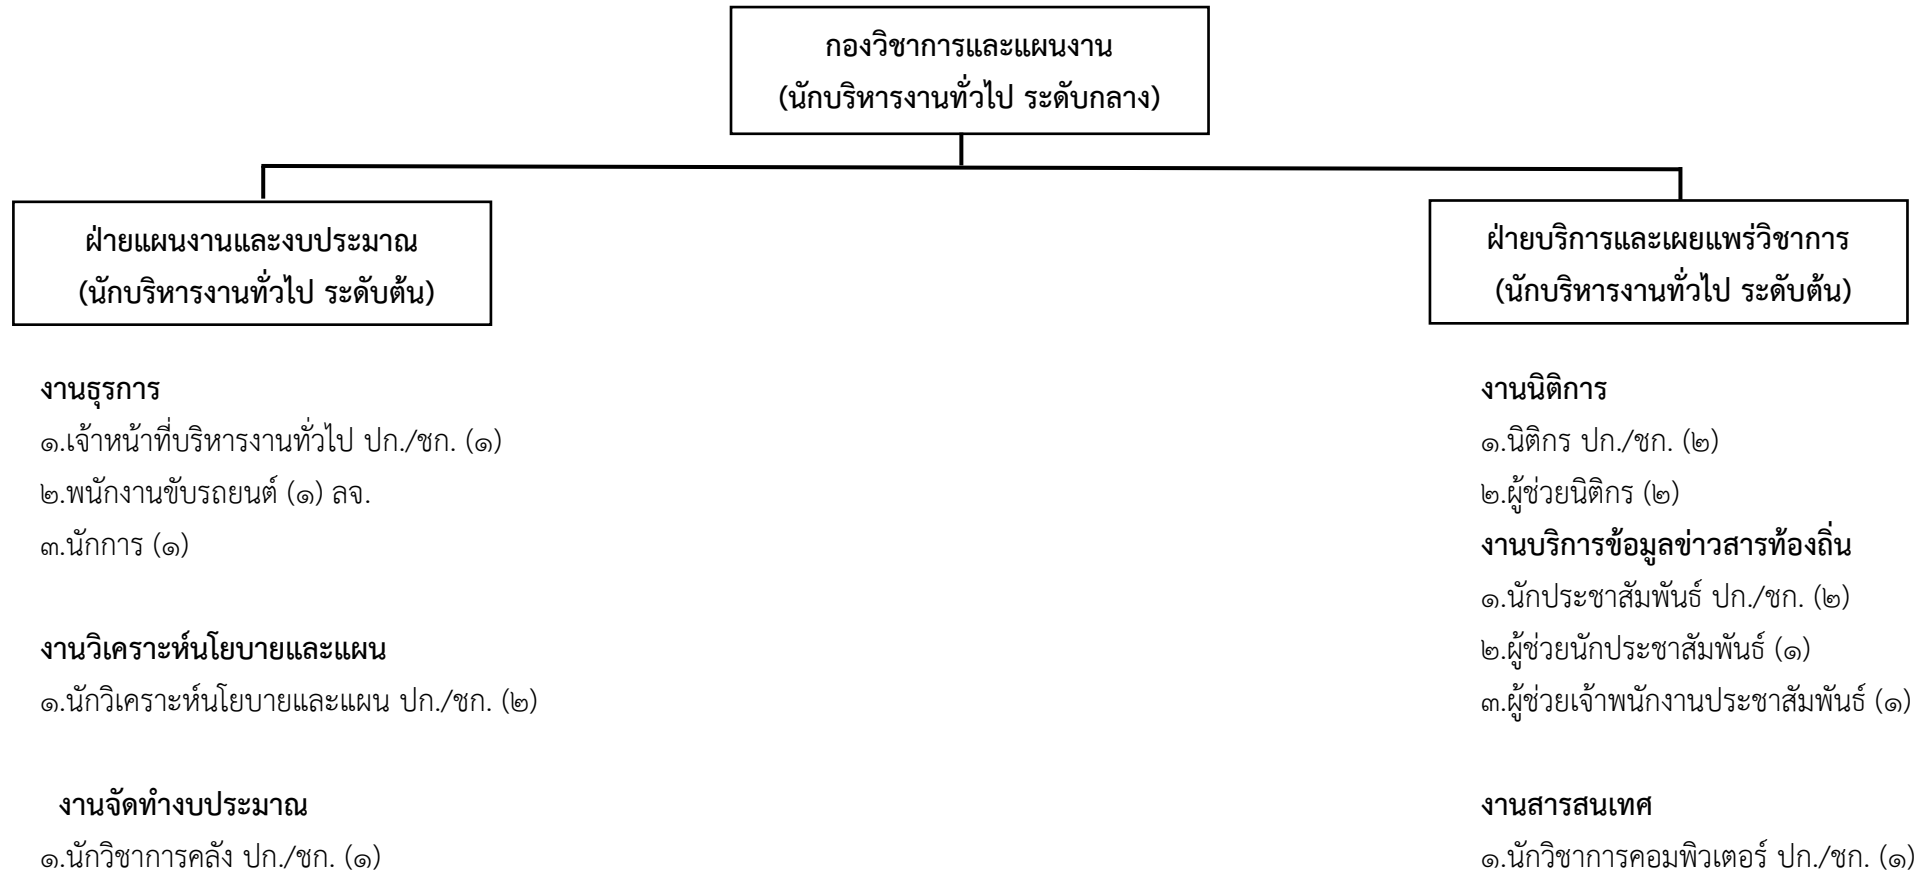 กองวิชาการและแผนงาน
(นักบริหารงานทั่วไป ระดับกลาง)
ฝ่ายแผนงานและงบประมาณ
(นักบริหารงานทั่วไป ระดับต้น)
งานธุรการ
๑.เจ้าหน้าที่บริหารงานทั่วไป ปก./ชก. (๑)
๒.พนักงานขับรถยนต์ (๑) ลจ.
๓.นักการ (๑)
งานวิเคราะห์นโยบายและแผน
๑.นักวิเคราะห์นโยบายและแผน ปก./ชก. (๒)
งานจัดทำงบประมาณ
๑.นักวิชาการคลัง ปก./ชก. (๑)
ฝ่ายบริการและเผยแพร่วิชาการ
(นักบริหารงานทั่วไป ระดับต้น)
งานนิติการ
๑.นิติกร ปก./ชก. (๒)
๒.ผู้ช่วยนิติกร (๒)
งานบริการข้อมูลข่าวสารท้องถิ่น
๑.นักประชาสัมพันธ์ ปก./ชก. (๒)
๒.ผู้ช่วยนักประชาสัมพันธ์ (๑)
๓.ผู้ช่วยเจ้าพนักงานประชาสัมพันธ์ (๑)
งานสารสนเทศ
๑.นักวิชาการคอมพิวเตอร์ ปก./ชก. (๑)